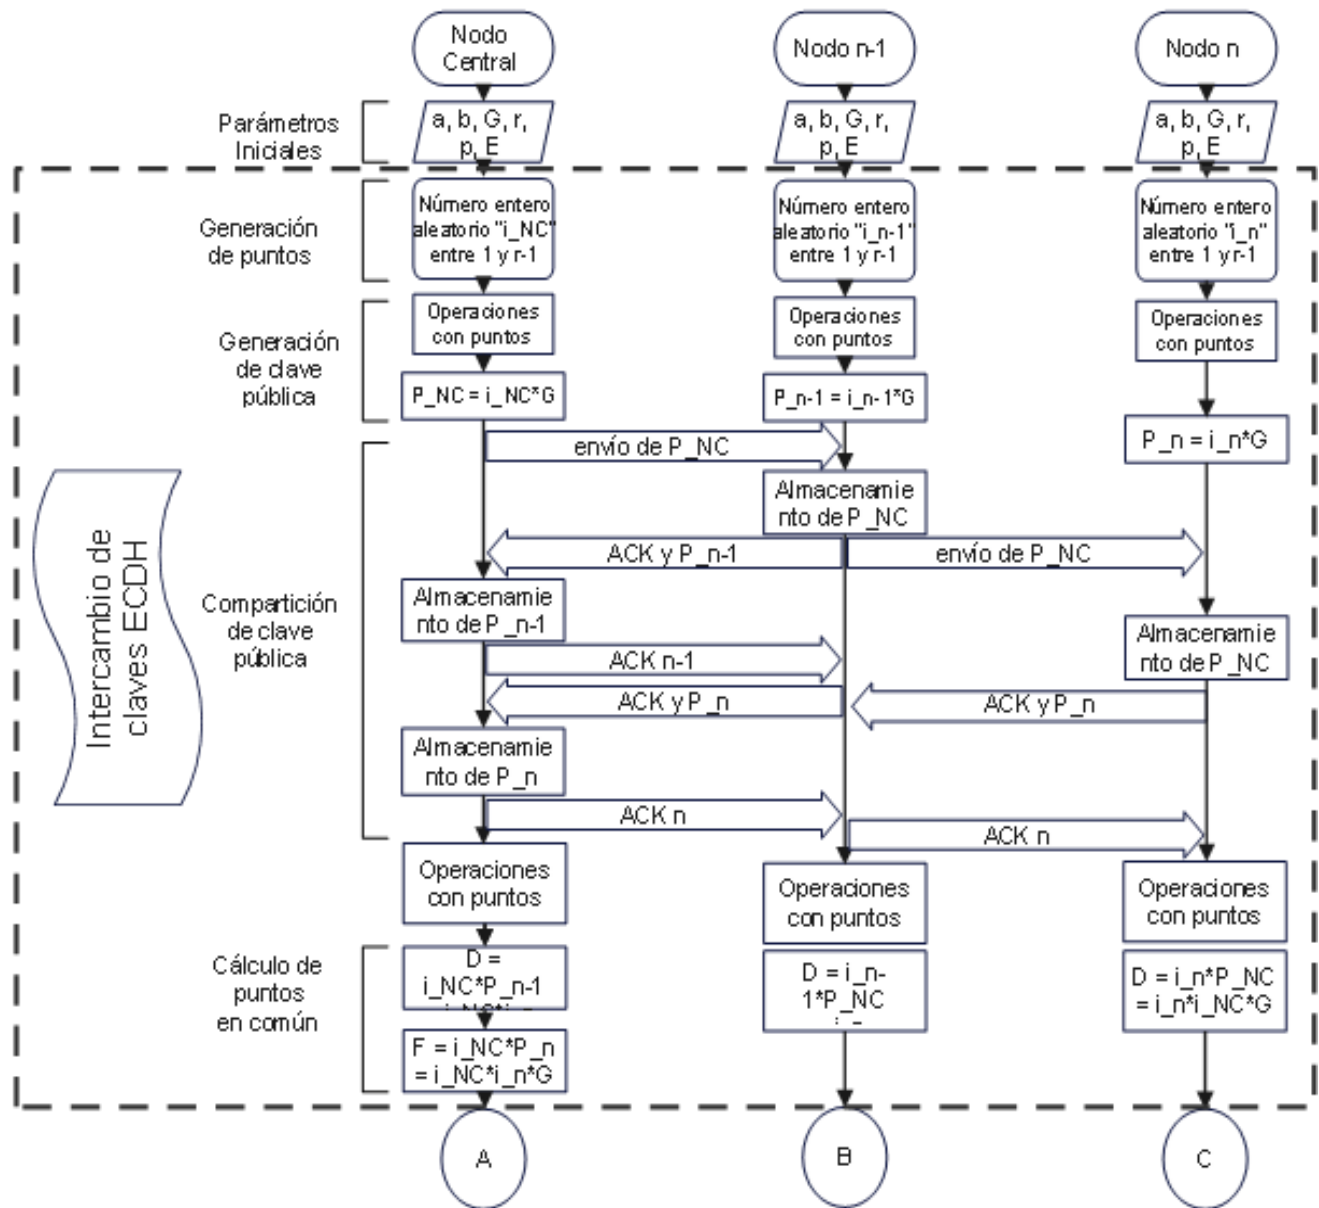 Nodo
Central
Nodo n-1
Nodo n
Parámetros
Iniciales
a, b, G, r,
p, E
a, b, G, r,
p, E
a, b, G, r,
p, E
Generación
de puntos
Número entero
aleatorio "i_NC"
entre 1 y r-1
Número entero
aleatorio "i_n-1"
entre 1 y r-1
Número entero
aleatorio "i_n"
entre 1 y r-1
Generación
de clave
pública
Operaciones
con puntos
Operaciones
con puntos
Operaciones
con puntos
P_NC = i_NC*G
P_n-1 = i_n-1*G
P_n = i_n*G
Intercambio de
claves ECDH
Compartición
de clave
pública
envío de P_NC
Almacenamie
nto de P_NC
ACK y P_n-1
envío de P_NC
Almacenamie
nto de P_n-1
Almacenamie
nto de P_NC
ACK n-1
ACK y P_n
ACK y P_n
Almacenamie
nto de P_n
ACK n
ACK n
Operaciones
con puntos
Operaciones
con puntos
Operaciones
con puntos
Cálculo de
puntos
en común
D =
i_NC*P_n-1
D = i_n-
1*P_NC
D = i_n*P_NC
= i_n*i_NC*G
F = i_NC*P_n
= i_NC*i_n*G
A
B
C